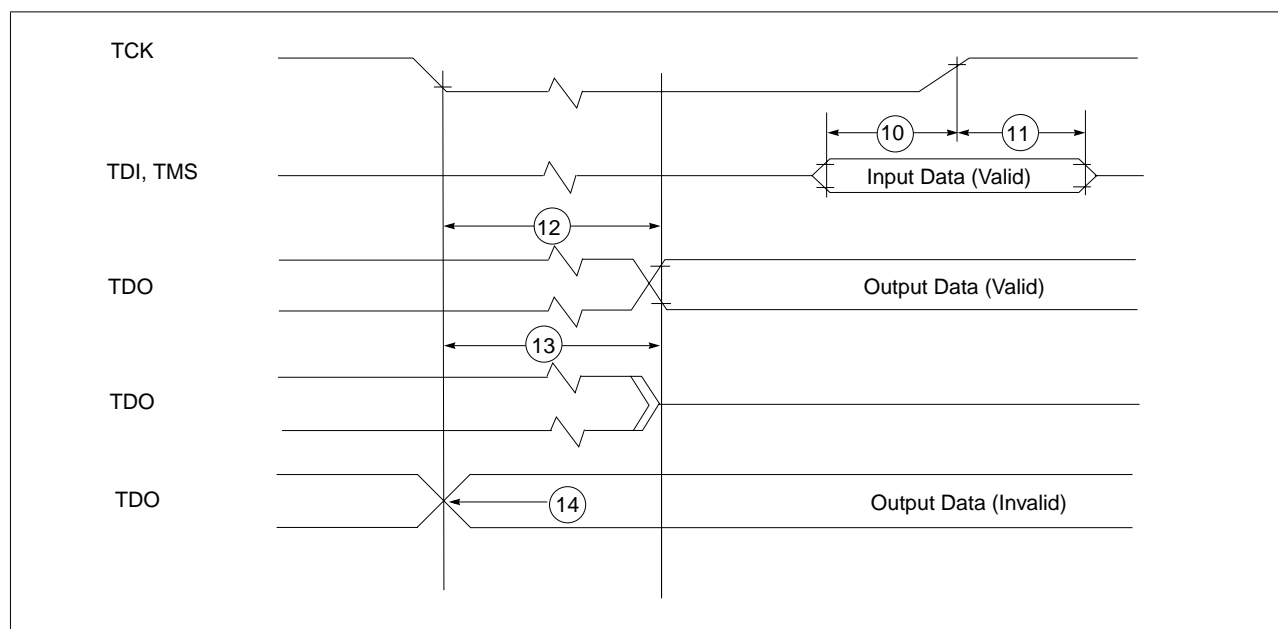 TCK
10
11
TDI, TMS
Input Data (Valid)
12
TDO
Output Data (Valid)
13
TDO
TDO
14
Output Data (Invalid)